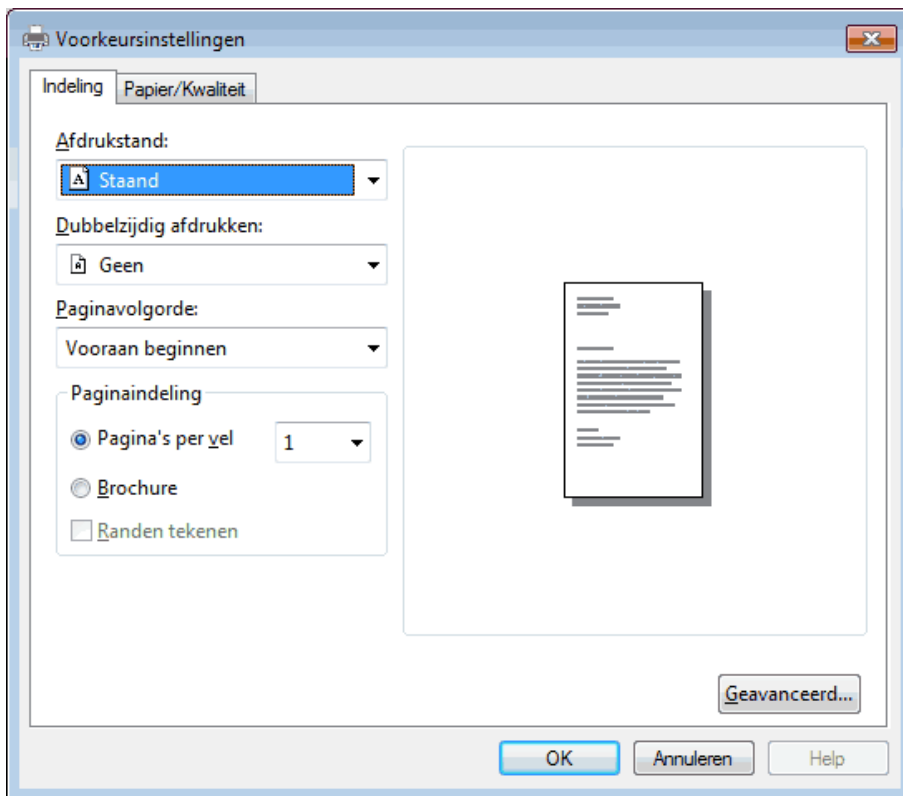 Voorkeursinstellingen
Indeling Papier/Kwaliteit
Afdrukstand:
A Staand
Dubbelzijdig afdrukken:
Geen
Paginavolgorde:
Vooraan beginnen
Paginaindeling
Pagina's per vel 1
Brochure
Randen tekenen
Geavanceerd...
OK Annuleren Help